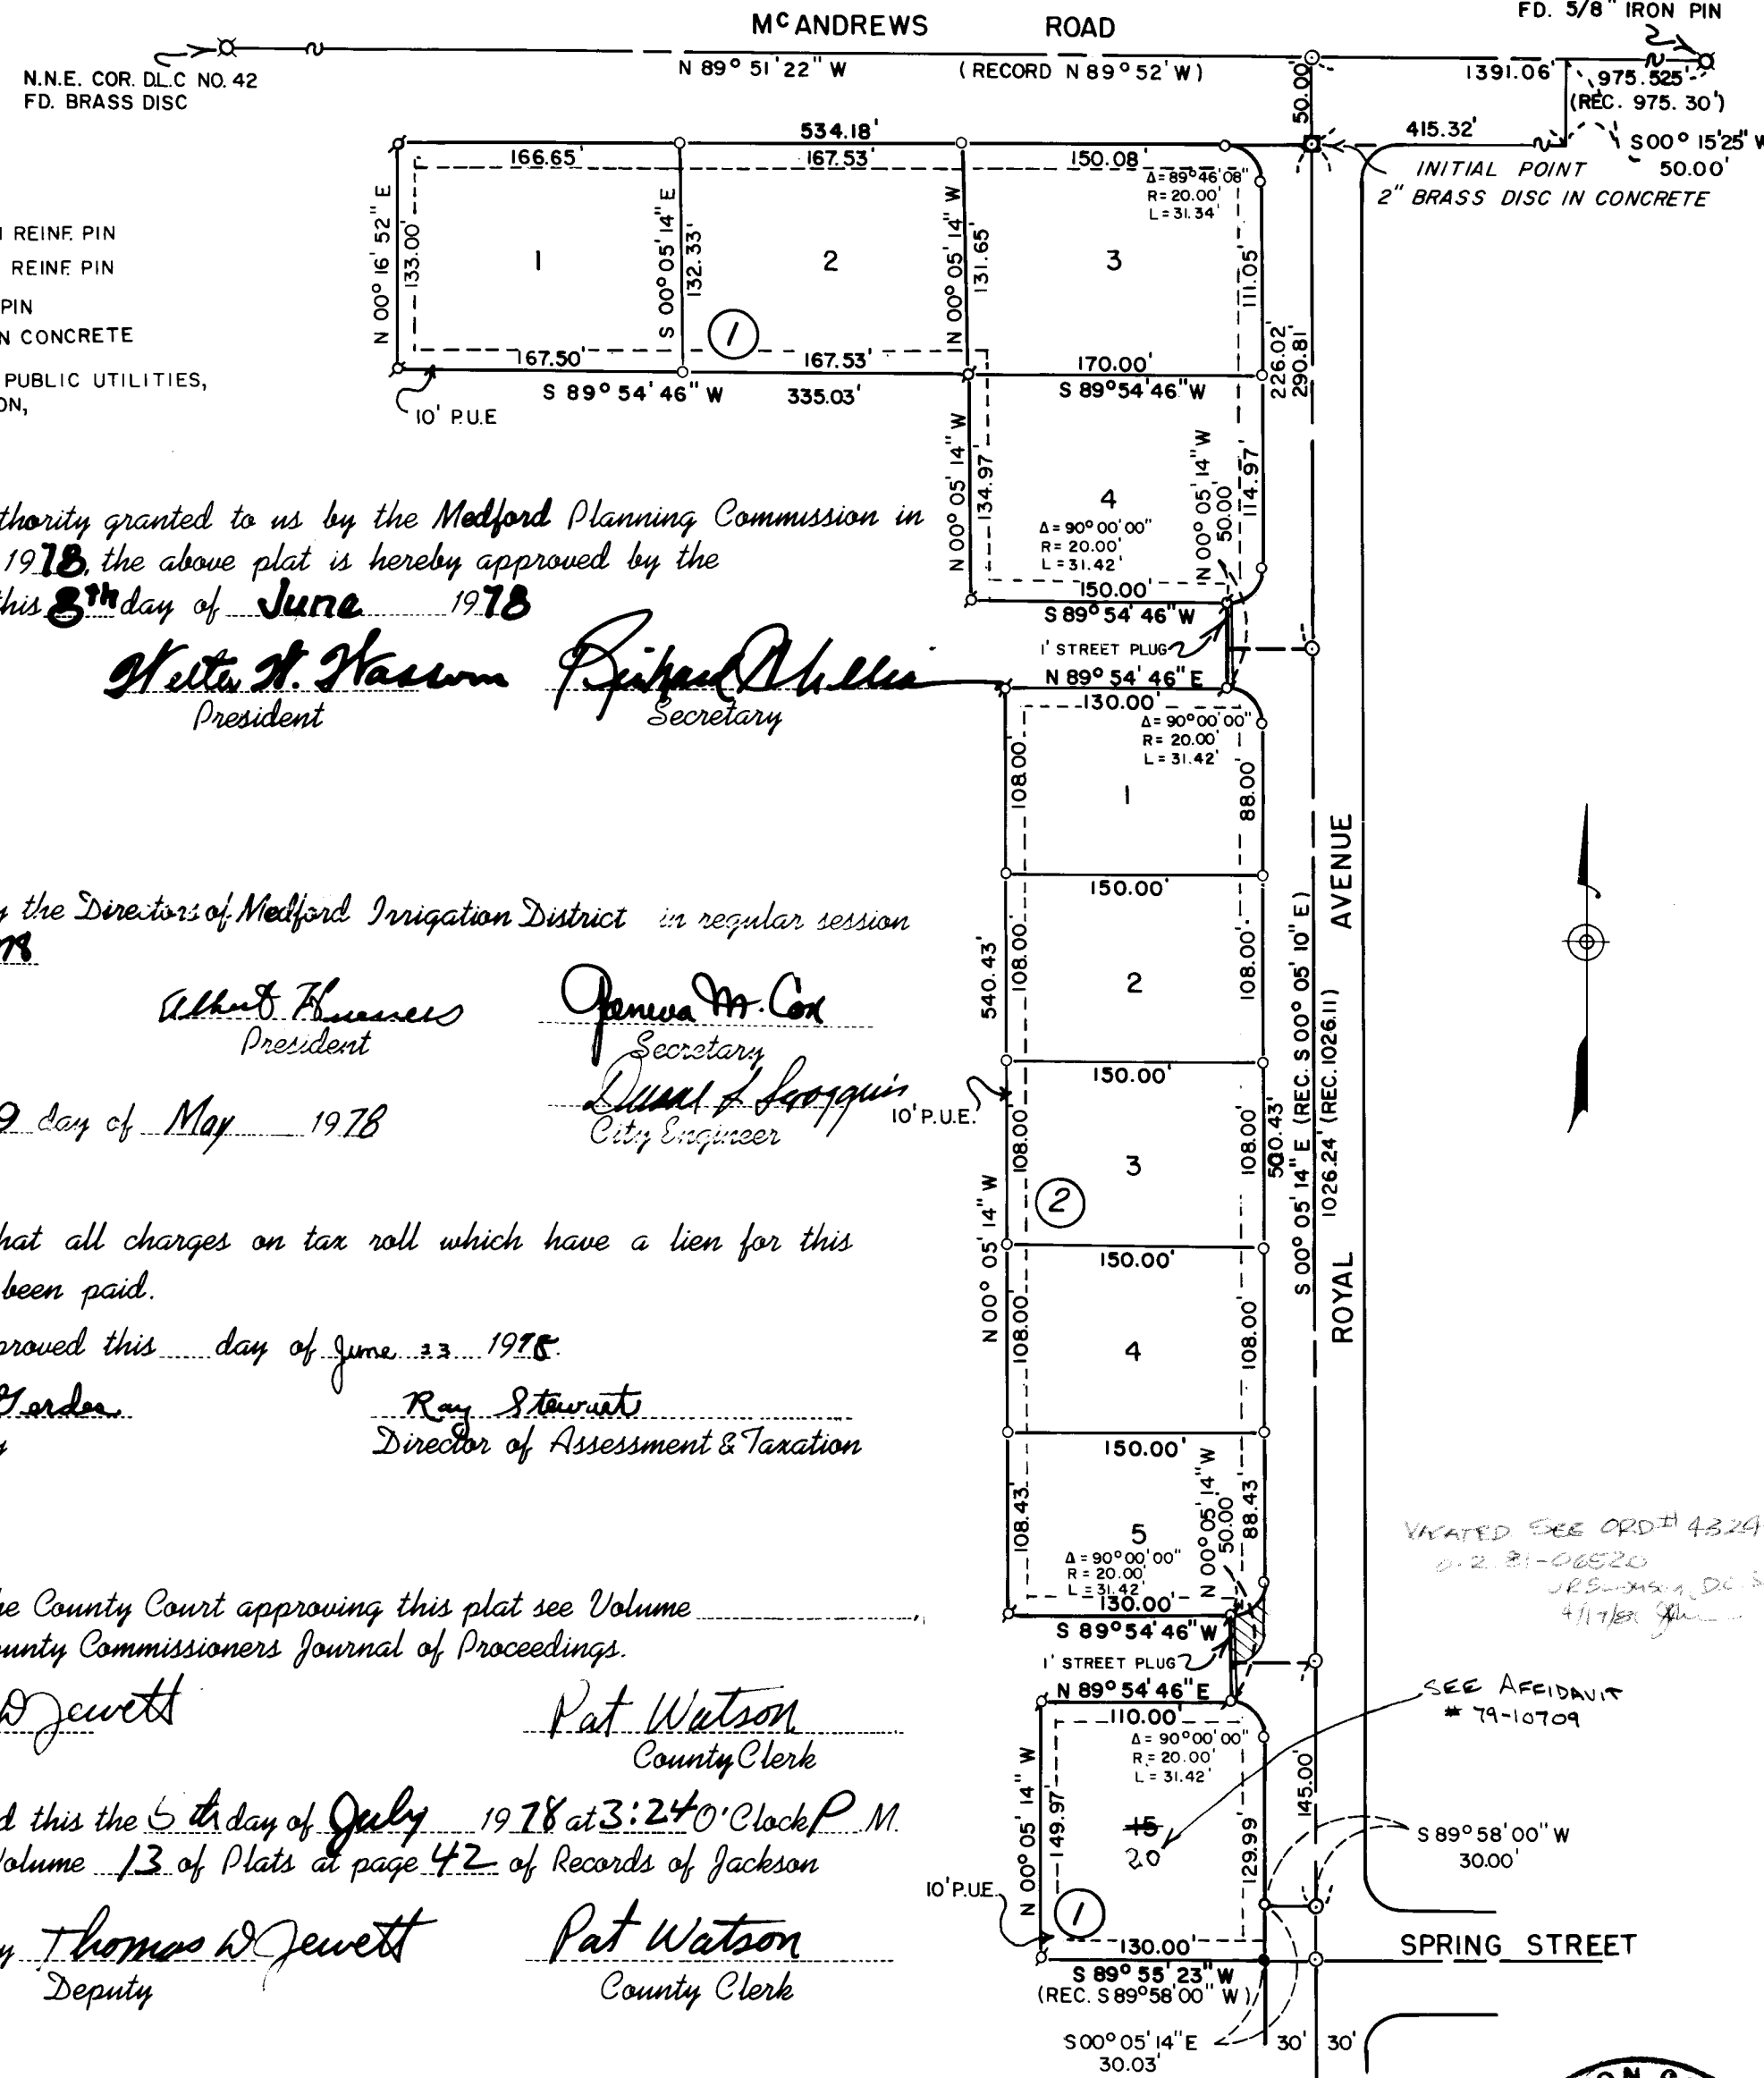 McANDREWS ROAD
FD. 5/8" IRON PIN
N.N.E. COR. D.L.C NO. 42
FD. BRASS DISC
N 89° 51' 22" W (RECORD N 89° 52' W)
50.00'
1391.06'
975.525'
(REC. 975.30')
534.18'
415.32'
S 00° 15' 25" W
50.00'
INITIAL POINT
2" BRASS DISC IN CONCRETE
166.65'
167.53'
150.08'
Δ = 89° 46' 08"
R = 20.00'
L = 31.34'
REINF. PIN
REINF. PIN
PIN
N CONCRETE
PUBLIC UTILITIES,
ON,
N 00° 16' 52" E
133.00'
1
S 00° 05' 14" E
132.33'
2
N 00° 05' 14" W
131.65'
3
111.05'
226.02'
290.81'
1
167.50'
167.53'
170.00'
S 89° 54' 46" W 335.03'
S 89° 54' 46" W
10' P.U.E
N 00° 05' 14" W
134.97'
4
Δ = 90° 00' 00"
R = 20.00'
L = 31.42'
N 00° 05' 14" W
50.00
114.97'
150.00'
S 89° 54' 46" W
1' STREET PLUG
N 89° 54' 46" E
thority granted to us by the Medford Planning Commission in
1978, the above plat is hereby approved by the
this 8th day of June 1978
President
Secretary
130.00'
Δ = 90° 00' 00"
R = 20.00'
L = 31.42'
108.00'
1
88.00'
150.00'
y the Directors of Medford Irrigation District in regular session
President
Geneva M. Cox
Secretary
540.43'
108.00'
2
108.00'
150.00'
9 day of May 1978
City Engineer
10' P.U.E.
108.00'
3
108.00'
500.43'
2
N 00° 05' 14" W
S 00° 05' 14" E (REC. S 00° 05' 10" E)
1026.24' (REC. 1026.11)
ROYAL AVENUE
150.00'
hat all charges on tax roll which have a lien for this
been paid.
proved this day of June 23 1978.
Ray Stewart
Director of Assessment & Taxation
108.00'
4
108.00'
150.00'
108.43'
5
Δ = 90° 00' 00"
R = 20.00'
L = 31.42'
N 00° 05' 14" W
50.00'
88.43'
130.00'
S 89° 54' 46" W
1' STREET PLUG
N 89° 54' 46" E
VACATED SEE ORD# 4324
81-06520
he County Court approving this plat see Volume
ounty Commissioners Journal of Proceedings.
D Jewett
Pat Watson
County Clerk
SEE AFFIDAVIT
# 79-10709
110.00'
Δ = 90° 00' 00"
R = 20.00'
L = 31.42'
N 00° 05' 14" W
149.97'
15
20
129.99'
145.00'
S 89° 58' 00" W
30.00'
d this the 5th day of July 1978 at 3:24 O'Clock P M.
Volume 13 of Plats at page 42 of Records of Jackson
y Thomas D Jewett
Deputy
Pat Watson
County Clerk
10' P.U.E.
1
130.00'
S 89° 55' 23" W
(REC. S 89° 58' 00" W)
SPRING STREET
S 00° 05' 14" E
30.03'
30' 30'
ON